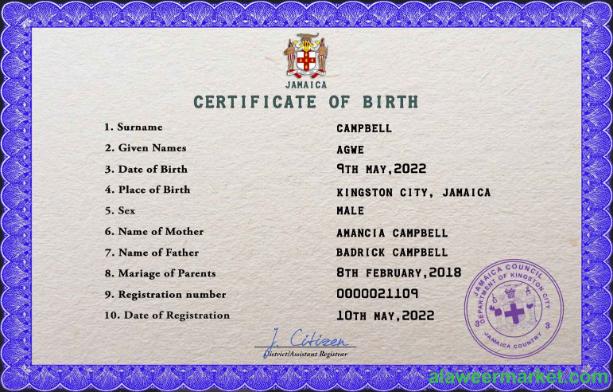 JAMAICA
CERTIFICATE OF BIRTH
1. Surname CAMPBELL
2. Given Names AGWE
3. Date of Birth 9TH MAY,2022
4. Place of Birth KINGSTON CITY, JAMAICA
5. Sex MALE
6. Name of Mother AMANCIA CAMPBELL
7. Name of Father BADRICK CAMPBELL
8. Mariage of Parents 8TH FEBRUARY,2018
9. Registration number 0000021109
10. Date of Registration 10TH MAY,2022
J. Citizen
District/Assistant Registrer
JAMAICA COUNCIL
DEPARTMENT OF KINGSTON CITY
JAMAICA COUNTRY
alaweermarket.com